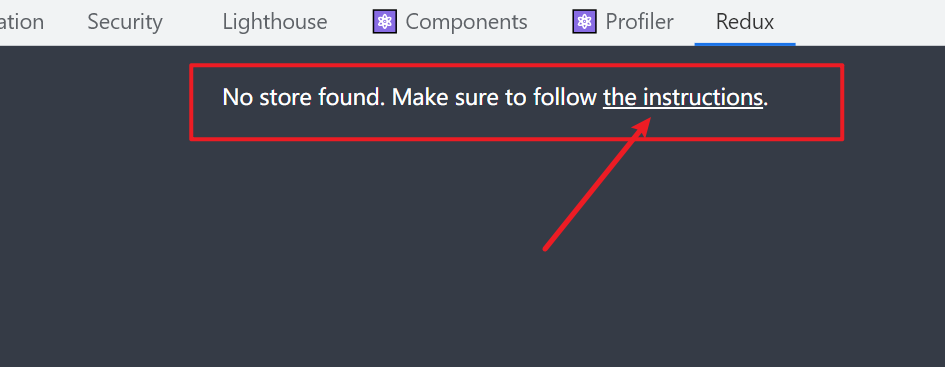 ation Security Lighthouse Components Profiler Redux
No store found. Make sure to follow the instructions.